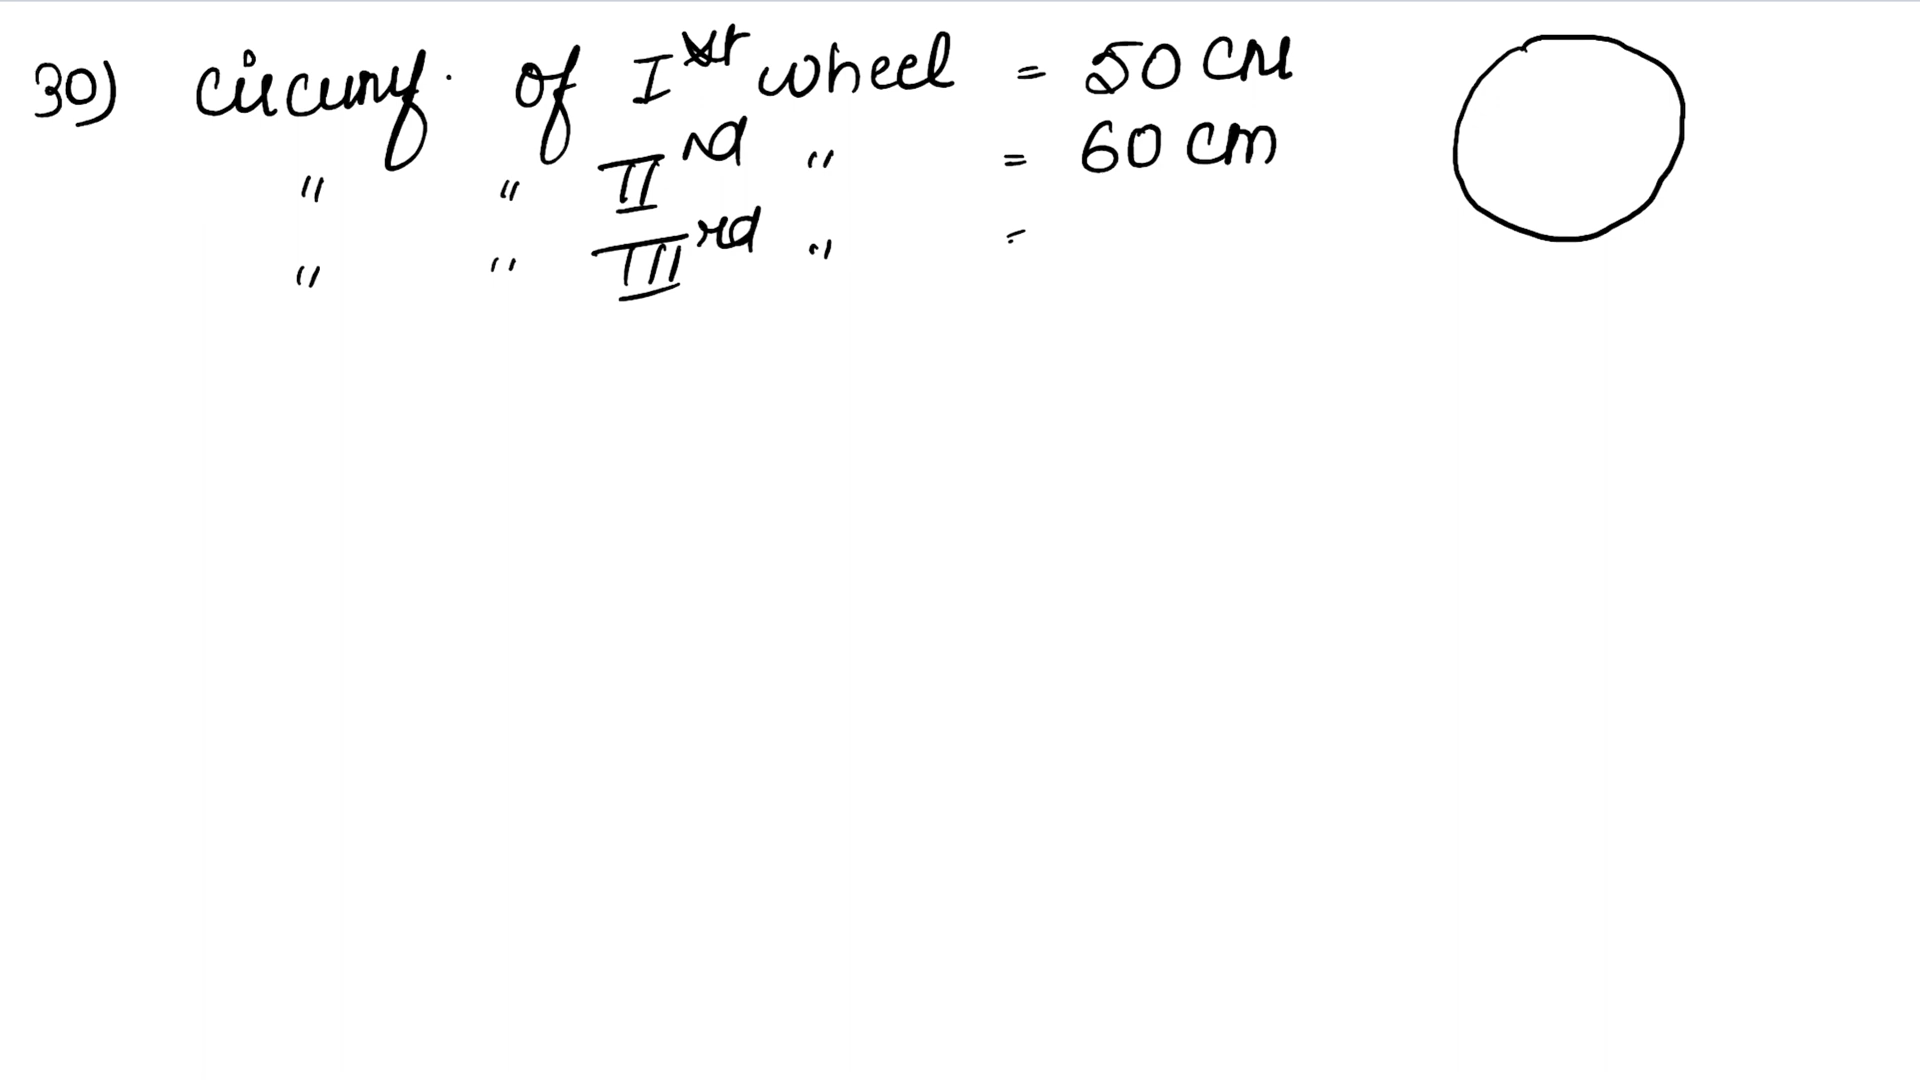 30) circumf. of Ist wheel = 50 cm
" " IInd " = 60 cm
" " IIIrd " =